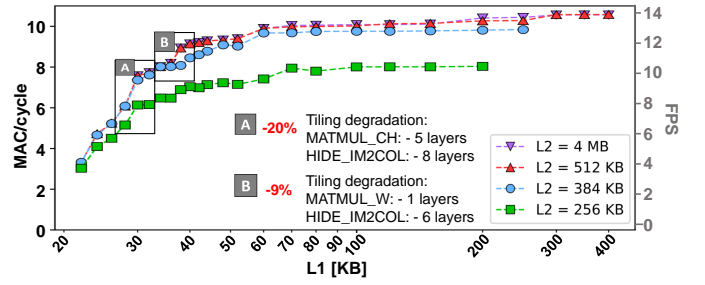 MAC/cycle
10
8
6
4
2
0
A
B
A
-20%
Tiling degradation:
MATMUL_CH: - 5 layers
HIDE_IM2COL: - 8 layers
B
-9%
Tiling degradation:
MATMUL_W: - 1 layers
HIDE_IM2COL: - 6 layers
L2 = 4 MB
L2 = 512 KB
L2 = 384 KB
L2 = 256 KB
14
12
10
8
6
4
2
0
FPS
20
30
40
50
60
70
80
90
100
200
300
400
L1 [KB]